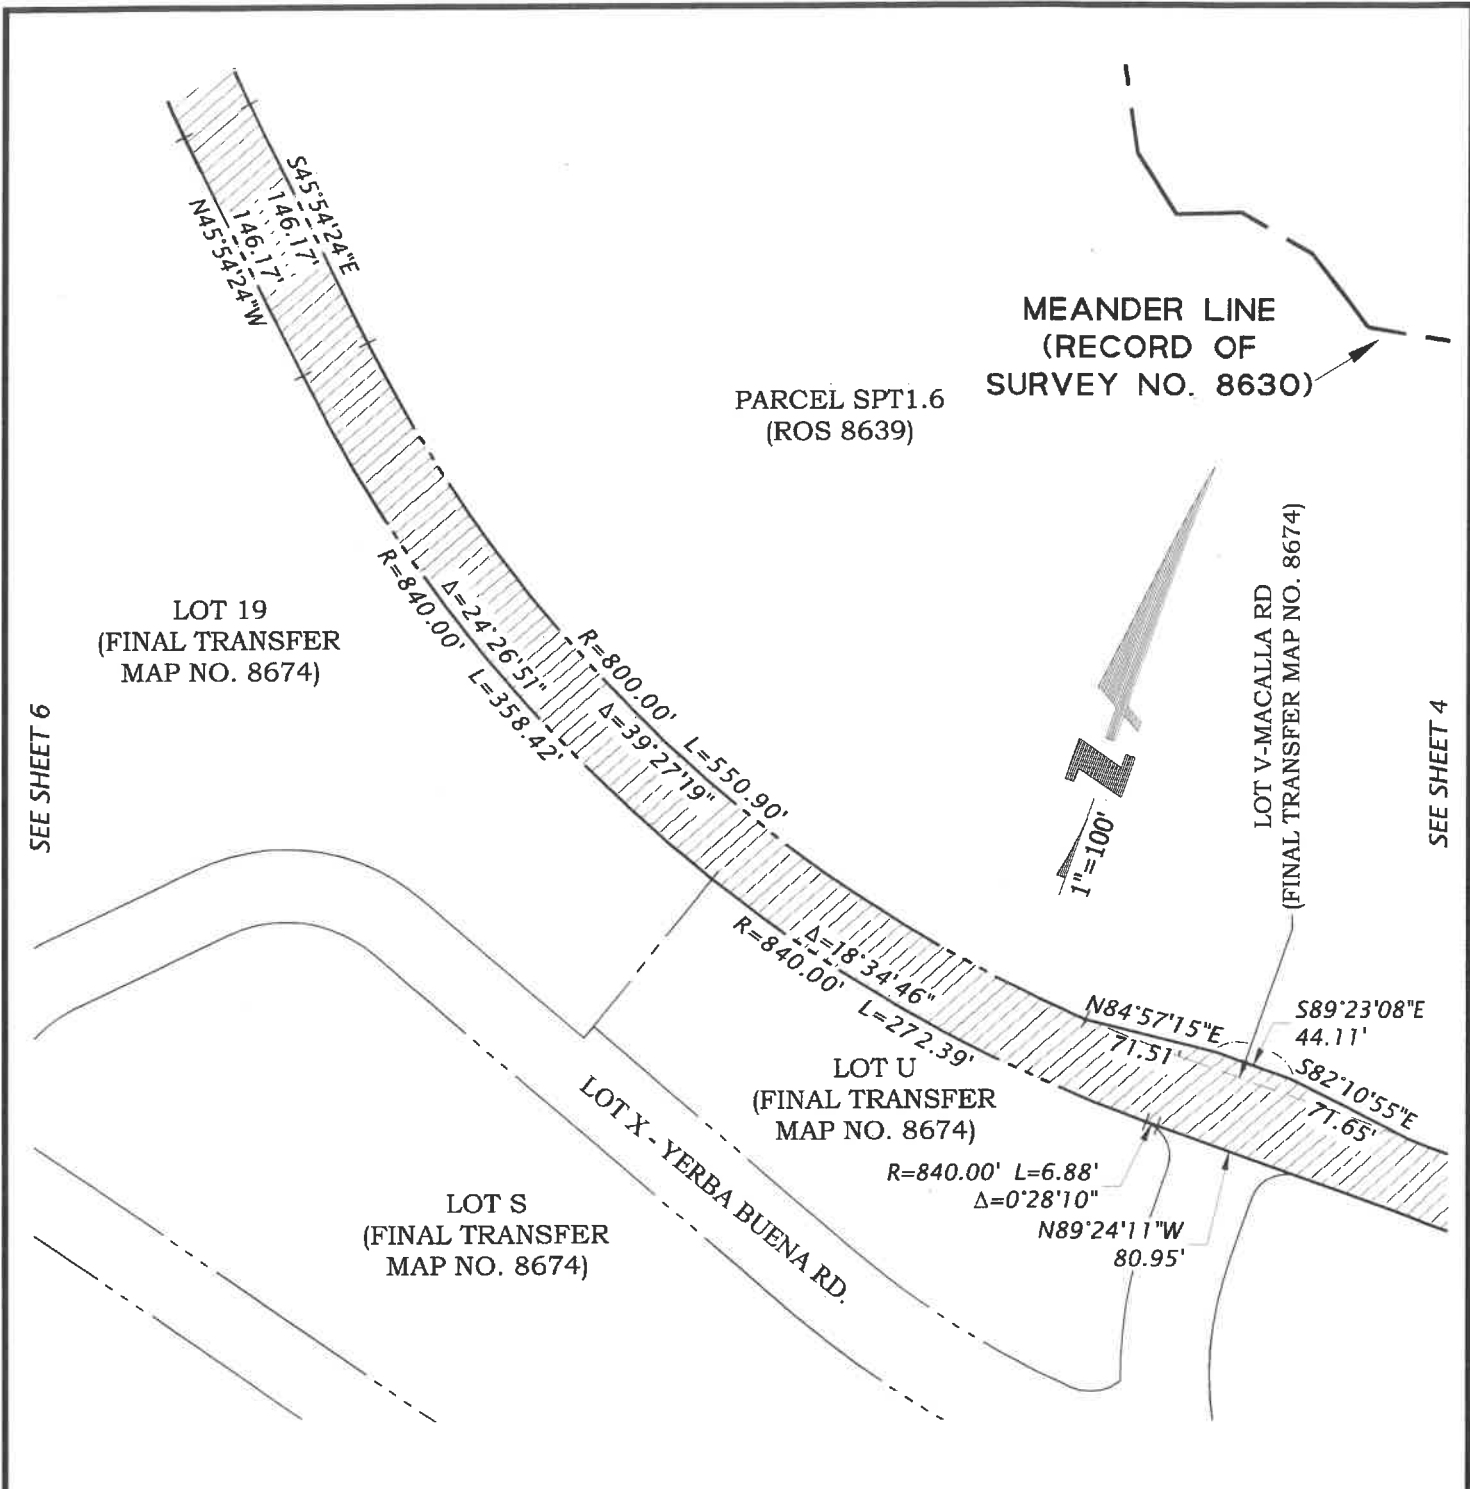 S45°54'24"E
146.17'
146.17'
N45°54'24"W
MEANDER LINE
(RECORD OF
SURVEY NO. 8630)
PARCEL SPT1.6
(ROS 8639)
LOT 19
(FINAL TRANSFER
MAP NO. 8674)
SEE SHEET 6
R=840.00' L=358.42'
Δ=24°26'51"
R=800.00' L=550.90'
Δ=39°27'19"
1"=100'
Z
LOT V-MACALLA RD
(FINAL TRANSFER MAP NO. 8674)
SEE SHEET 4
Δ=18°34'46"
R=840.00' L=272.39'
N84°57'15"E
71.51'
S89°23'08"E
44.11'
S82°10'55"E
71.65'
LOT U
(FINAL TRANSFER
MAP NO. 8674)
R=840.00' L=6.88'
Δ=0°28'10"
N89°24'11"W
80.95'
LOT X - YERBA BUENA RD.
LOT S
(FINAL TRANSFER
MAP NO. 8674)